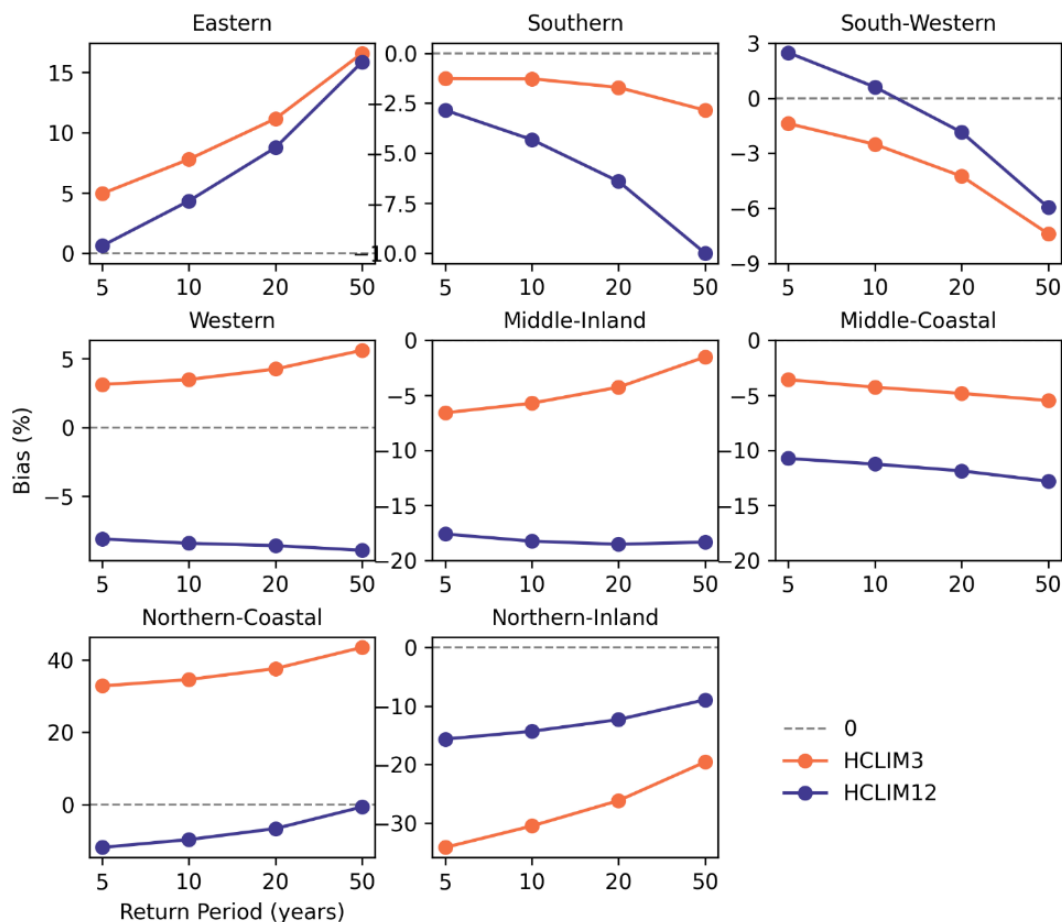 Eastern
Southern
South-Western
15
10
5
0
0.0
−2.5
−5.0
−7.5
−10.0
3
0
−3
−6
−9
5 10 20 50
5 10 20 50
5 10 20 50
Western
Middle-Inland
Middle-Coastal
Bias (%)
5
0
−5
0
−5
−10
−15
−20
0
−5
−10
−15
−20
5 10 20 50
5 10 20 50
5 10 20 50
Northern-Coastal
Northern-Inland
40
20
0
0
−10
−20
−30
5 10 20 50
5 10 20 50
Return Period (years)
0
HCLIM3
HCLIM12